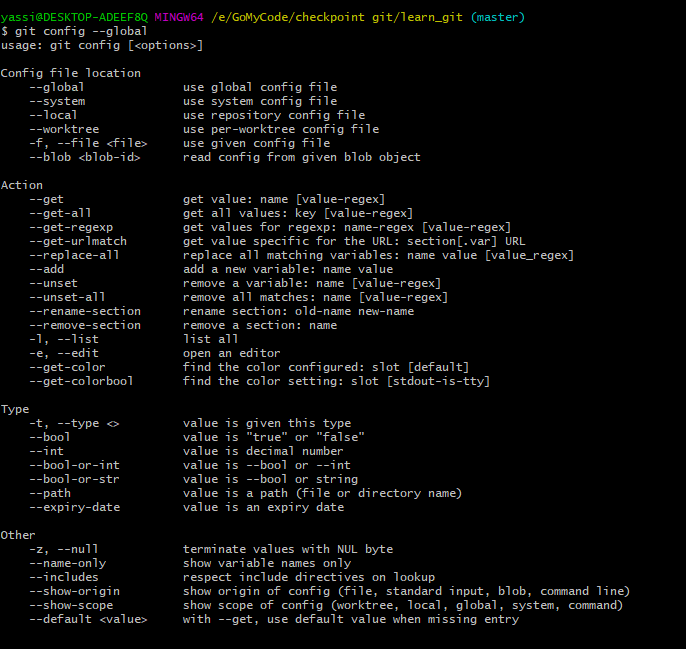 yassi@DESKTOP-ADEEF8Q MINGW64 /e/GoMyCode/checkpoint git/learn_git (master)
$ git config --global
usage: git config [<options>]

Config file location
    --global              use global config file
    --system              use system config file
    --local               use repository config file
    --worktree            use per-worktree config file
    -f, --file <file>     use given config file
    --blob <blob-id>      read config from given blob object

Action
    --get                 get value: name [value-regex]
    --get-all             get all values: key [value-regex]
    --get-regexp          get values for regexp: name-regex [value-regex]
    --get-urlmatch        get value specific for the URL: section[.var] URL
    --replace-all         replace all matching variables: name value [value_regex]
    --add                 add a new variable: name value
    --unset               remove a variable: name [value-regex]
    --unset-all           remove all matches: name [value-regex]
    --rename-section      rename section: old-name new-name
    --remove-section      remove a section: name
    -l, --list            list all
    -e, --edit            open an editor
    --get-color           find the color configured: slot [default]
    --get-colorbool       find the color setting: slot [stdout-is-tty]

Type
    -t, --type <>         value is given this type
    --bool                value is "true" or "false"
    --int                 value is decimal number
    --bool-or-int         value is --bool or --int
    --bool-or-str         value is --bool or string
    --path                value is a path (file or directory name)
    --expiry-date         value is an expiry date

Other
    -z, --null            terminate values with NUL byte
    --name-only           show variable names only
    --includes            respect include directives on lookup
    --show-origin         show origin of config (file, standard input, blob, command line)
    --show-scope          show scope of config (worktree, local, global, system, command)
    --default <value>     with --get, use default value when missing entry